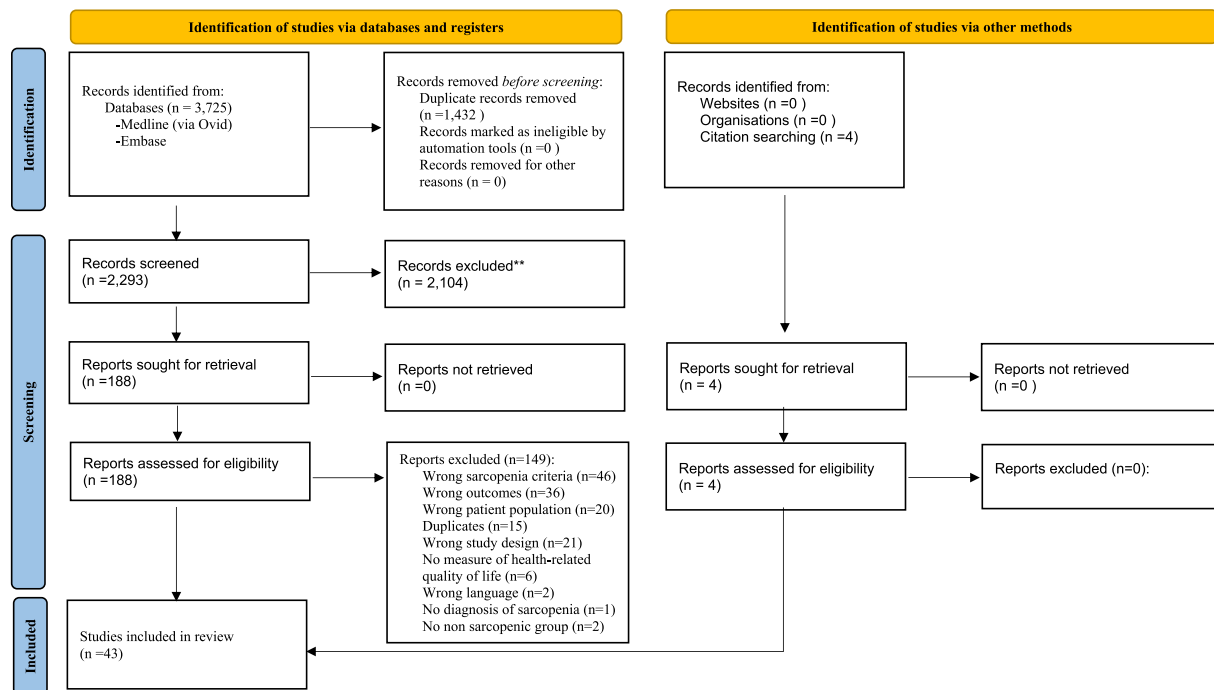 Identification of studies via databases and registers
Identification of studies via other methods
Identification
Records identified from:
Databases (n = 3,725)
-Medline (via Ovid)
-Embase
Records removed before screening:
Duplicate records removed
(n =1,432 )
Records marked as ineligible by
automation tools (n =0 )
Records removed for other
reasons (n = 0)
Records identified from:
Websites (n =0 )
Organisations (n =0 )
Citation searching (n =4)
Screening
Records screened
(n =2,293)
Records excluded**
(n = 2,104)
Reports sought for retrieval
(n =188)
Reports not retrieved
(n =0)
Reports sought for retrieval
(n = 4)
Reports not retrieved
(n =0 )
Reports assessed for eligibility
(n =188)
Reports excluded (n=149):
Wrong sarcopenia criteria (n=46)
Wrong outcomes (n=36)
Wrong patient population (n=20)
Duplicates (n=15)
Wrong study design (n=21)
No measure of health-related
quality of life (n=6)
Wrong language (n=2)
No diagnosis of sarcopenia (n=1)
No non sarcopenic group (n=2)
Reports assessed for eligibility
(n = 4)
Reports excluded (n=0):
Included
Studies included in review
(n =43)